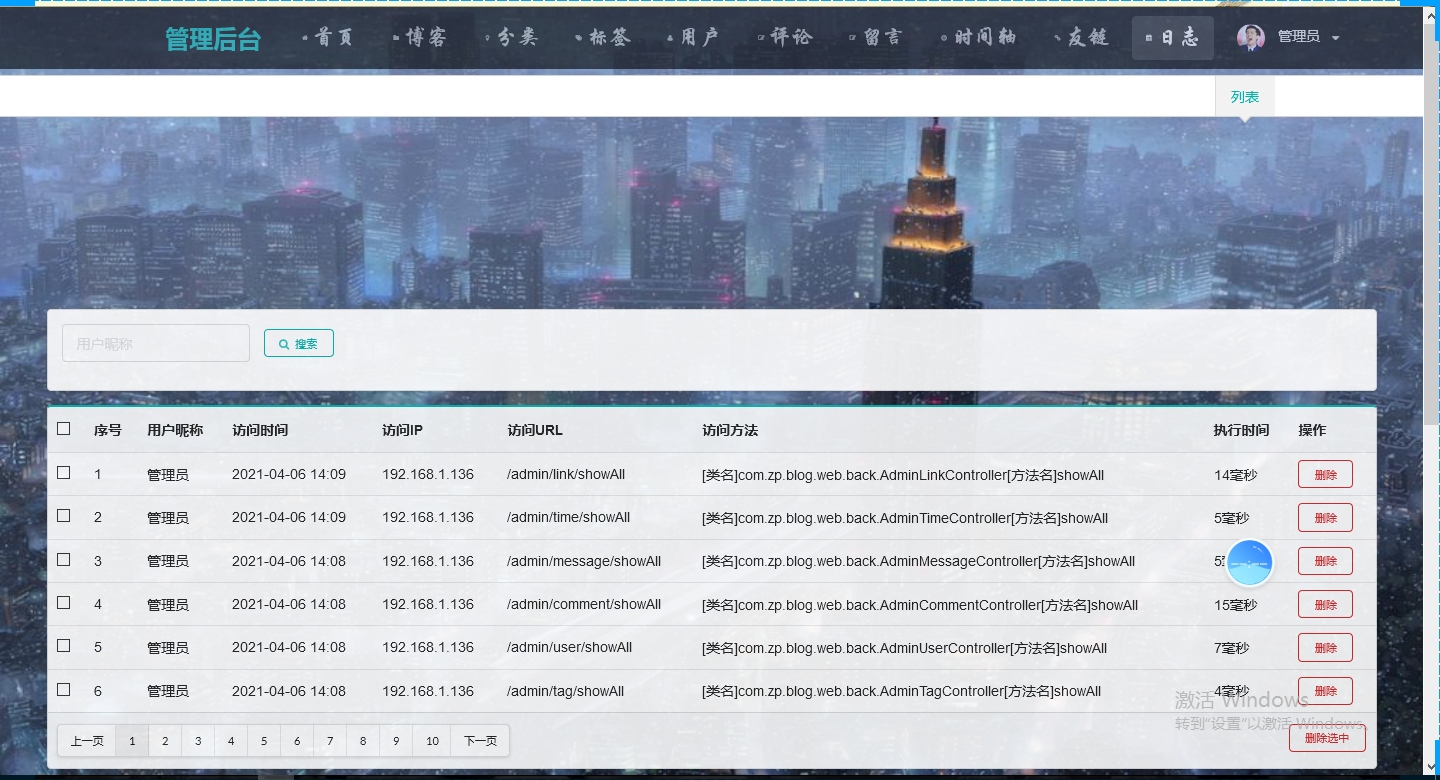 管理后台 首页 博客 分类 标签 用户 评论 留言 时间轴 友链 日志 管理员
列表
用户昵称 搜索
序号 用户昵称 访问时间 访问IP 访问URL 访问方法 执行时间 操作
1 管理员 2021-04-06 14:09 192.168.1.136 /admin/link/showAll [类名]com.zp.blog.web.back.AdminLinkController[方法名]showAll 14毫秒 删除
2 管理员 2021-04-06 14:09 192.168.1.136 /admin/time/showAll [类名]com.zp.blog.web.back.AdminTimeController[方法名]showAll 5毫秒 删除
3 管理员 2021-04-06 14:09 192.168.1.136 /admin/message/showAll [类名]com.zp.blog.web.back.AdminMessageController[方法名]showAll 删除
4 管理员 2021-04-06 14:08 192.168.1.136 /admin/comment/showAll [类名]com.zp.blog.web.back.AdminCommentController[方法名]showAll 15毫秒 删除
5 管理员 2021-04-06 14:08 192.168.1.136 /admin/user/showAll [类名]com.zp.blog.web.back.AdminUserController[方法名]showAll 7毫秒 删除
6 管理员 2021-04-06 14:08 192.168.1.136 /admin/tag/showAll [类名]com.zp.blog.web.back.AdminTagController[方法名]showAll 4毫秒 删除
激活 Windows
转到“设置”以激活 Windows。
上一页 1 2 3 4 5 6 7 8 9 10 下一页 删除选中